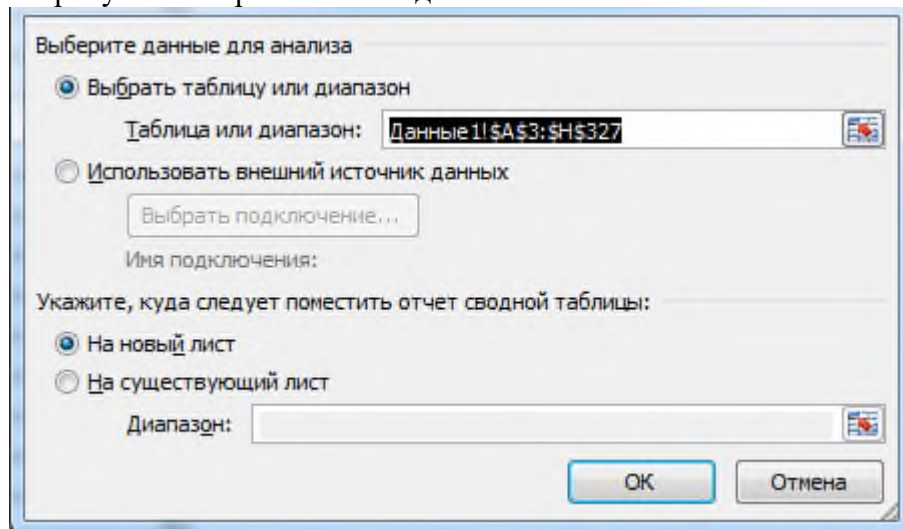 Выберите данные для анализа
Выбрать таблицу или диапазон
Таблица или диапазон: Данные1!$A$3:$H$327
Использовать внешний источник данных
Выбрать подключение...
Имя подключения:
Укажите, куда следует поместить отчет сводной таблицы:
На новый лист
На существующий лист
Диапазон:
ОК Отмена